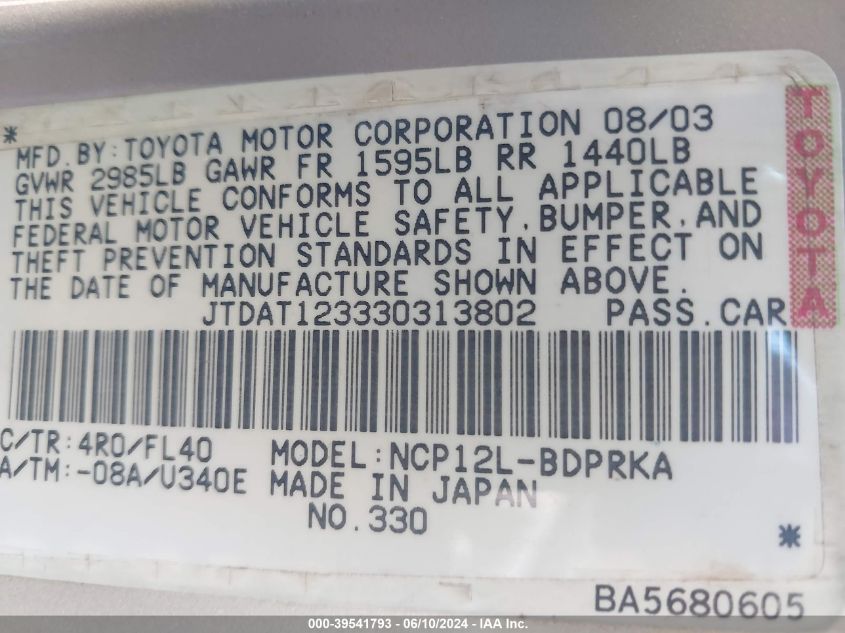 *
MFD. BY: TOYOTA MOTOR CORPORATION 08/03
GVWR 2985LB GAWR FR 1595LB RR 1440LB
THIS VEHICLE CONFORMS TO ALL APPLICABLE
FEDERAL MOTOR VEHICLE SAFETY, BUMPER, AND
THEFT PREVENTION STANDARDS IN EFFECT ON
THE DATE OF MANUFACTURE SHOWN ABOVE.
JTDAT123330313802 PASS. CAR
TOYOTA
C/TR: 4R0/FL40 MODEL: NCP12L-BDPRKA
A/TM: -08A/U340E MADE IN JAPAN
NO. 330
*
BA5680605
000-39541793 - 06/10/2024 - IAA Inc.